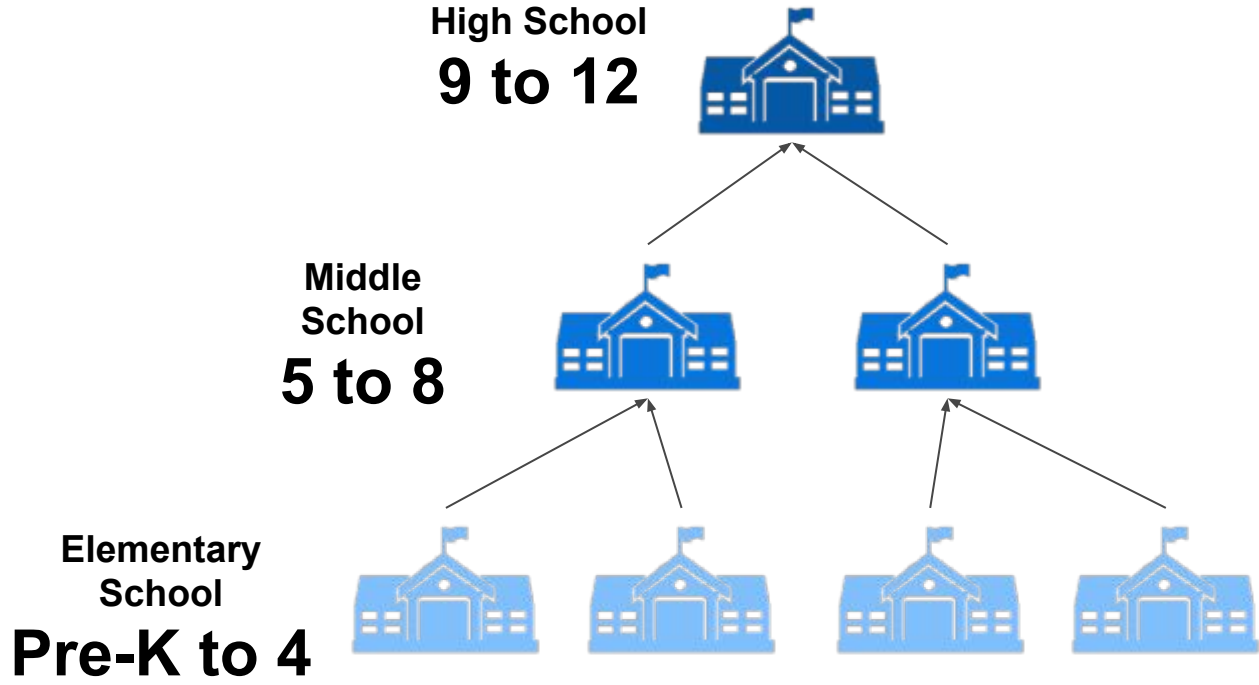 High School
9 to 12
Middle
School
5 to 8
Elementary
School
Pre-K to 4